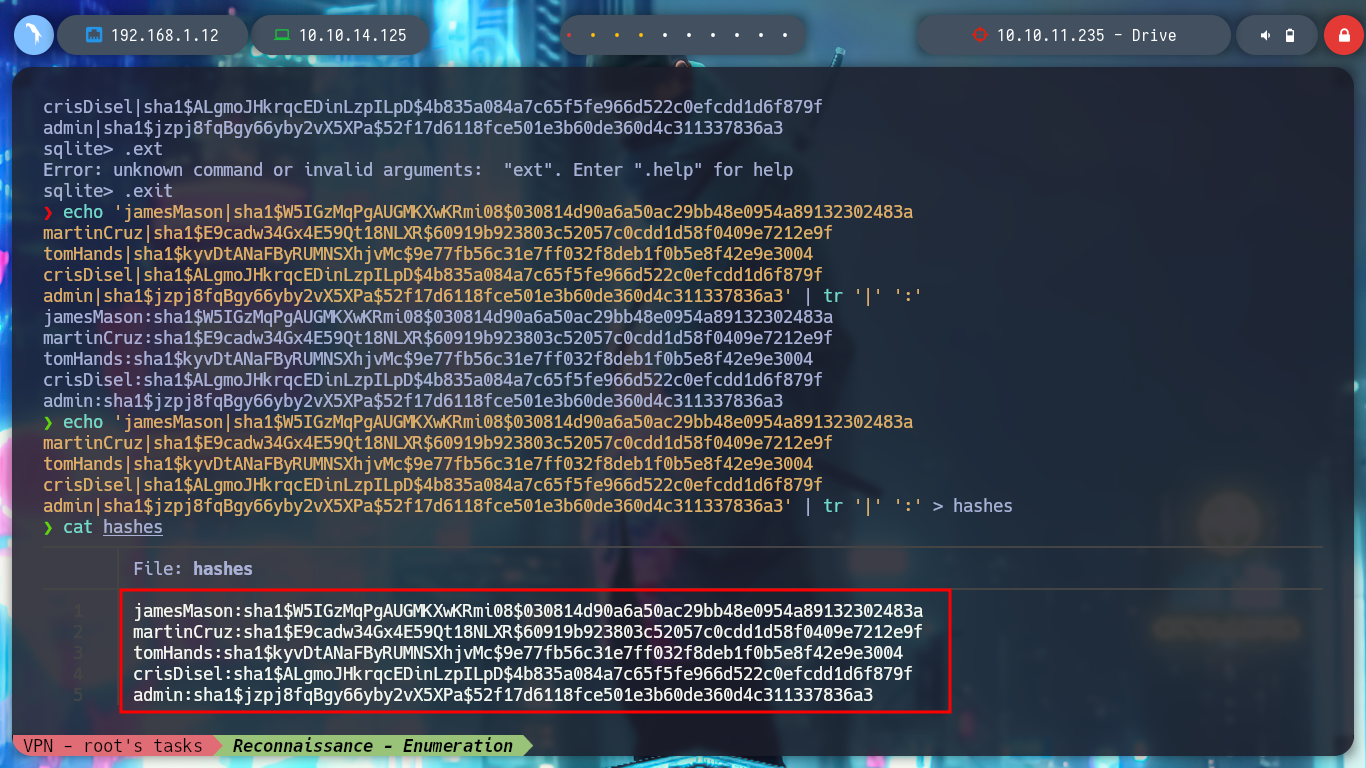 192.168.1.12
10.10.14.125
10.10.11.235 - Drive
crisDisel|sha1$ALgmoJHkrqcEDinLzpILpD$4b835a084a7c65f5fe966d522c0efcdd1d6f879f
admin|sha1$jzpj8fqBgy66yby2vX5XPa$52f17d6118fce501e3b60de360d4c311337836a3
sqlite> .ext
Error: unknown command or invalid arguments:  "ext". Enter ".help" for help
sqlite> .exit
❯ echo 'jamesMason|sha1$W5IGzMqPgAUGMKXwKRmi08$030814d90a6a50ac29bb48e0954a89132302483a
martinCruz|sha1$E9cadw34Gx4E59Qt18NLXR$60919b923803c52057c0cdd1d58f0409e7212e9f
tomHands|sha1$kyvDtANaFByRUMNSXhjvMc$9e77fb56c31e7ff032f8deb1f0b5e8f42e9e3004
crisDisel|sha1$ALgmoJHkrqcEDinLzpILpD$4b835a084a7c65f5fe966d522c0efcdd1d6f879f
admin|sha1$jzpj8fqBgy66yby2vX5XPa$52f17d6118fce501e3b60de360d4c311337836a3' | tr '|' ':'
jamesMason:sha1$W5IGzMqPgAUGMKXwKRmi08$030814d90a6a50ac29bb48e0954a89132302483a
martinCruz:sha1$E9cadw34Gx4E59Qt18NLXR$60919b923803c52057c0cdd1d58f0409e7212e9f
tomHands:sha1$kyvDtANaFByRUMNSXhjvMc$9e77fb56c31e7ff032f8deb1f0b5e8f42e9e3004
crisDisel:sha1$ALgmoJHkrqcEDinLzpILpD$4b835a084a7c65f5fe966d522c0efcdd1d6f879f
admin:sha1$jzpj8fqBgy66yby2vX5XPa$52f17d6118fce501e3b60de360d4c311337836a3
❯ echo 'jamesMason|sha1$W5IGzMqPgAUGMKXwKRmi08$030814d90a6a50ac29bb48e0954a89132302483a
martinCruz|sha1$E9cadw34Gx4E59Qt18NLXR$60919b923803c52057c0cdd1d58f0409e7212e9f
tomHands|sha1$kyvDtANaFByRUMNSXhjvMc$9e77fb56c31e7ff032f8deb1f0b5e8f42e9e3004
crisDisel|sha1$ALgmoJHkrqcEDinLzpILpD$4b835a084a7c65f5fe966d522c0efcdd1d6f879f
admin|sha1$jzpj8fqBgy66yby2vX5XPa$52f17d6118fce501e3b60de360d4c311337836a3' | tr '|' ':' > hashes
❯ cat hashes
File: hashes
1 jamesMason:sha1$W5IGzMqPgAUGMKXwKRmi08$030814d90a6a50ac29bb48e0954a89132302483a
2 martinCruz:sha1$E9cadw34Gx4E59Qt18NLXR$60919b923803c52057c0cdd1d58f0409e7212e9f
3 tomHands:sha1$kyvDtANaFByRUMNSXhjvMc$9e77fb56c31e7ff032f8deb1f0b5e8f42e9e3004
4 crisDisel:sha1$ALgmoJHkrqcEDinLzpILpD$4b835a084a7c65f5fe966d522c0efcdd1d6f879f
5 admin:sha1$jzpj8fqBgy66yby2vX5XPa$52f17d6118fce501e3b60de360d4c311337836a3
VPN - root's tasks Reconnaissance - Enumeration